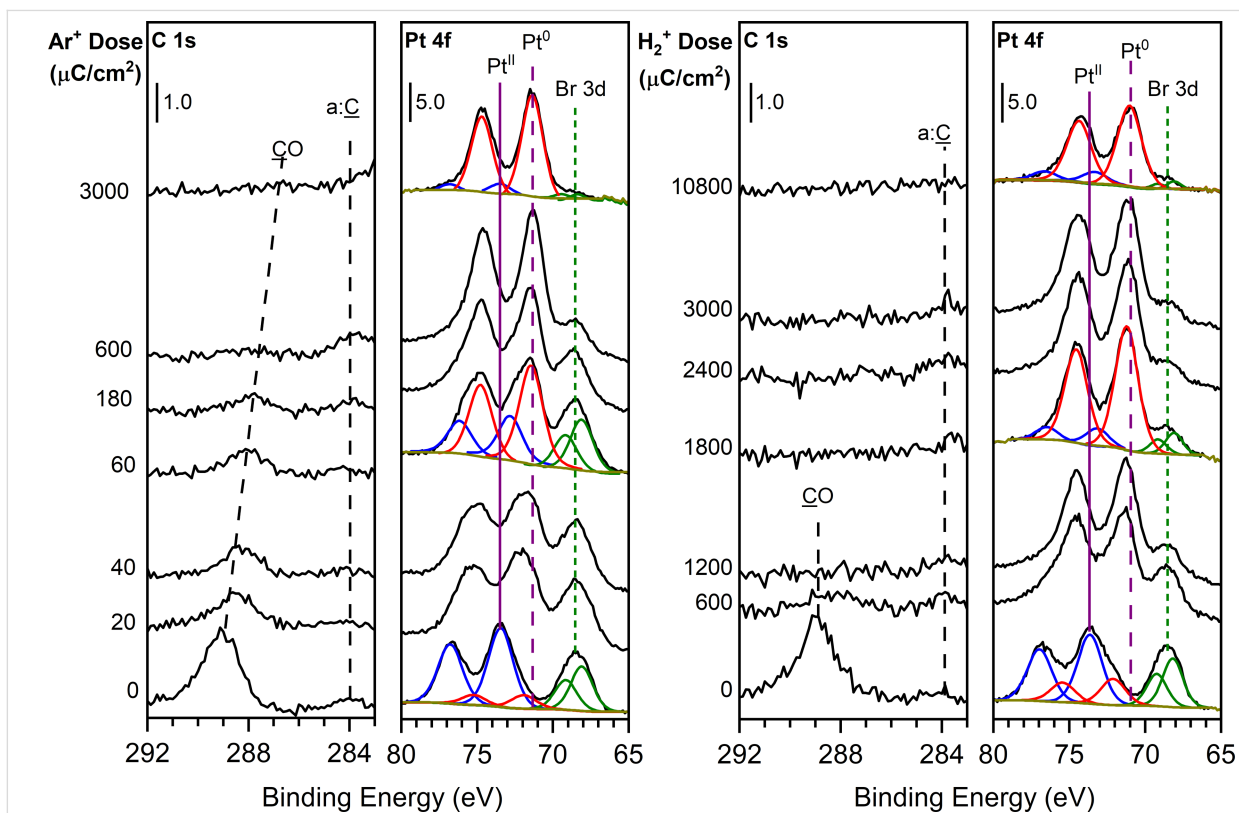 Ar⁺ Dose
(μC/cm²)
C 1s
1.0
a:C
CO
3000
600
180
60
40
20
0
292 288 284
Pt 4f
Pt⁰
Ptᴵᴵ
Br 3d
5.0
80 75 70 65
Binding Energy (eV)
H₂⁺ Dose
(μC/cm²)
C 1s
1.0
a:C
10800
3000
2400
1800
CO
1200
600
0
292 288 284
Pt 4f
Pt⁰
Ptᴵᴵ
Br 3d
5.0
80 75 70 65
Binding Energy (eV)